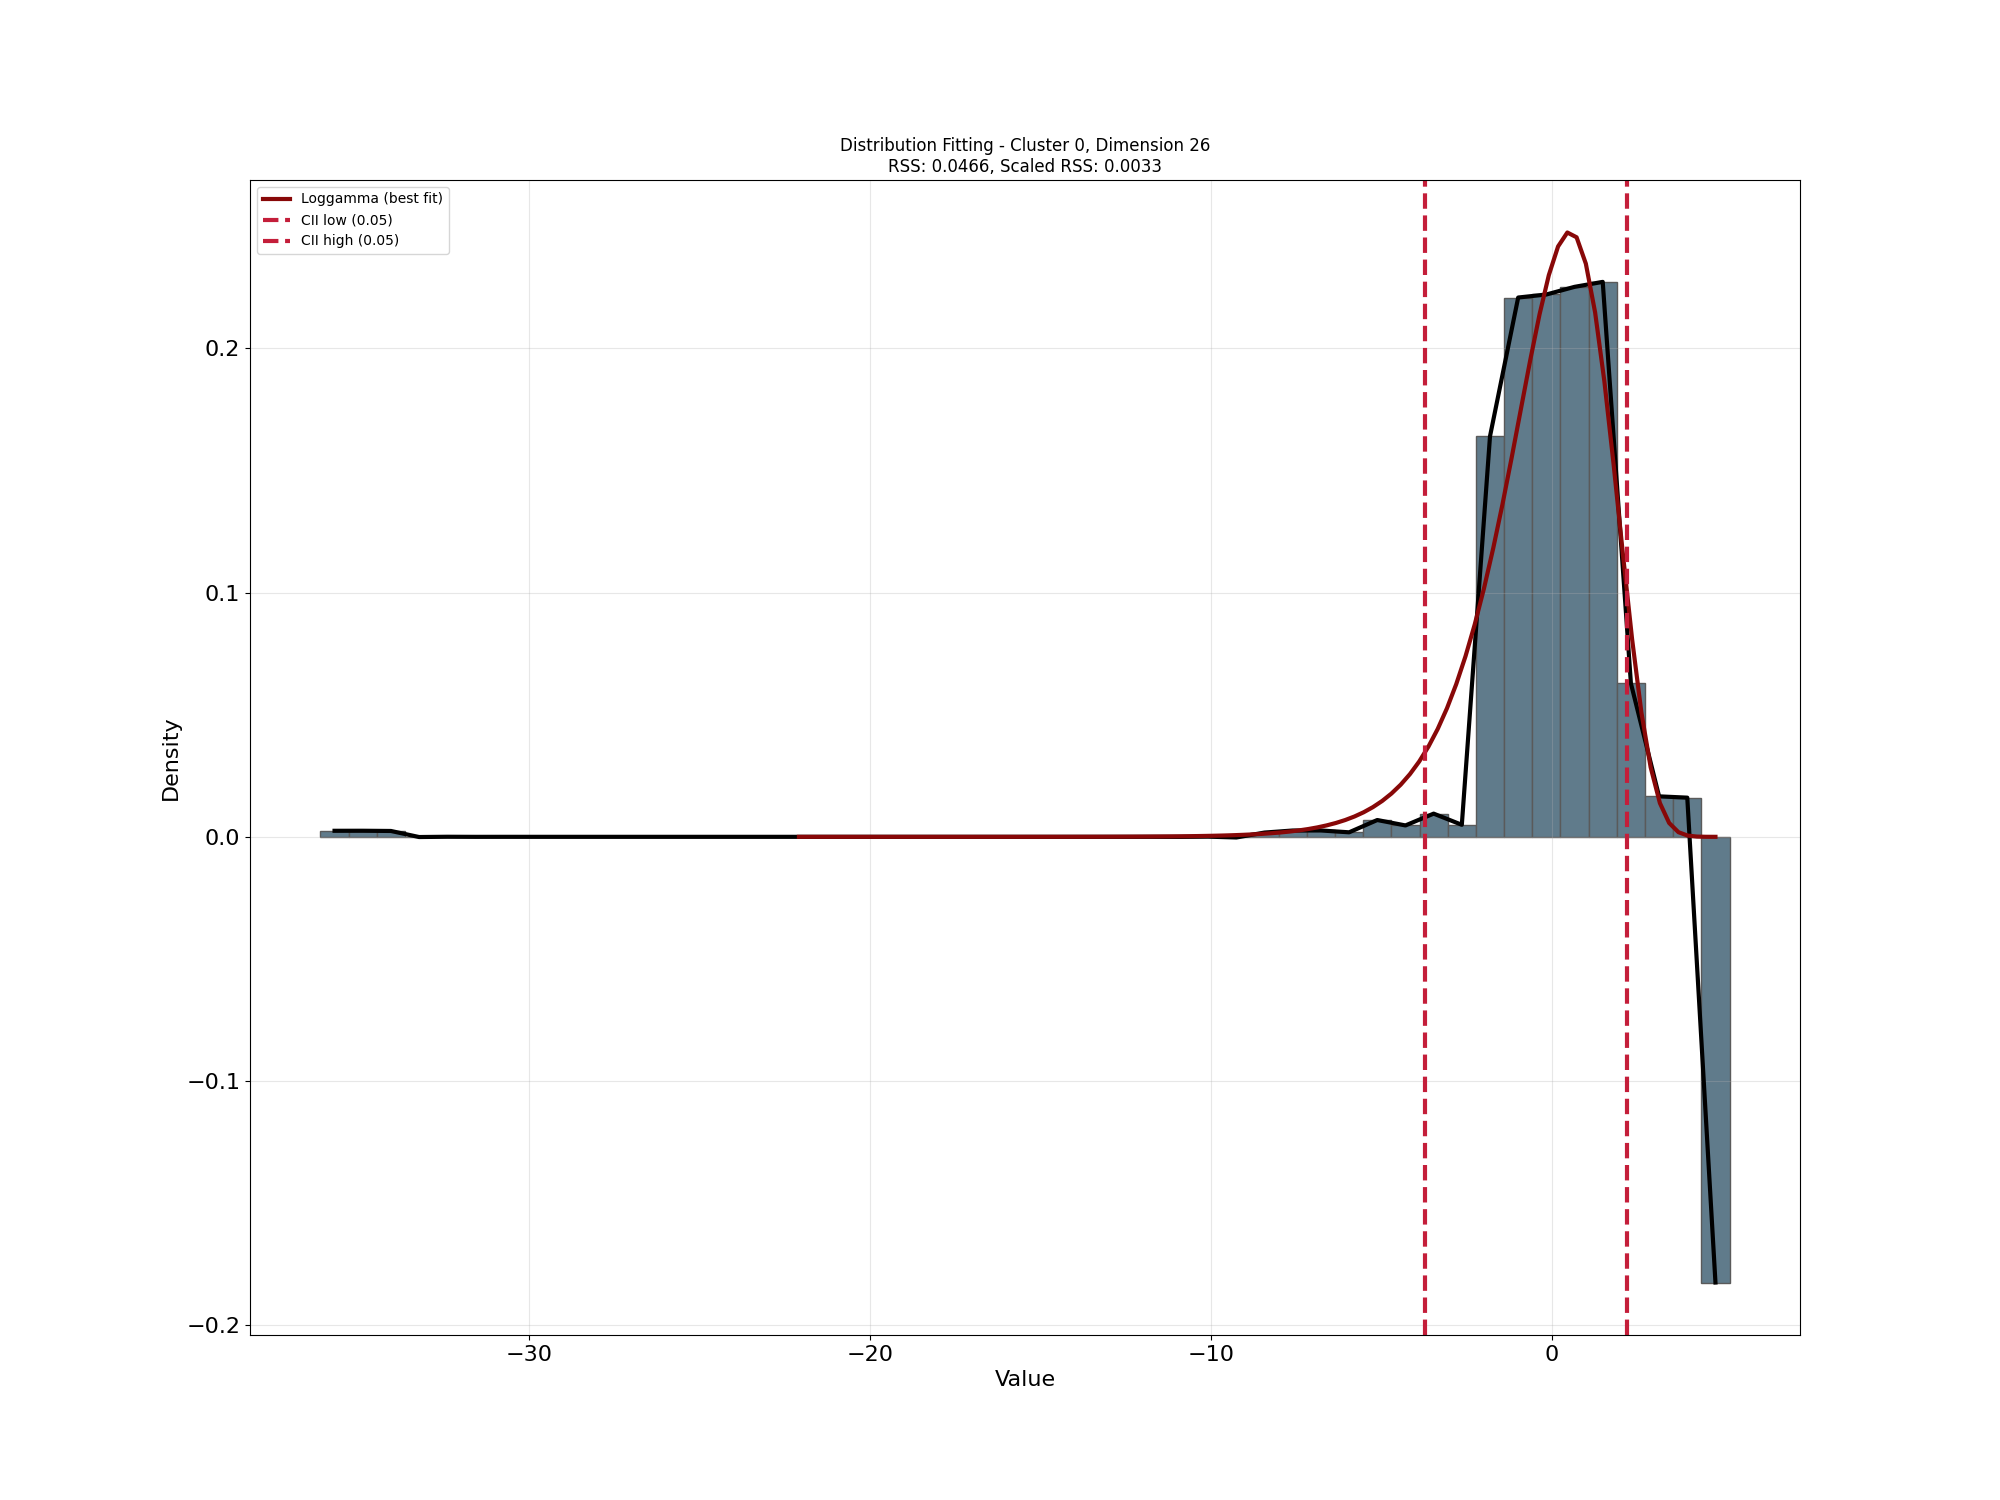 Distribution Fitting - Cluster 0, Dimension 26
RSS: 0.0466, Scaled RSS: 0.0033
Loggamma (best fit)
CII low (0.05)
CII high (0.05)
0.2
0.1
0.0
−0.1
−0.2
Density
−30
−20
−10
0
Value